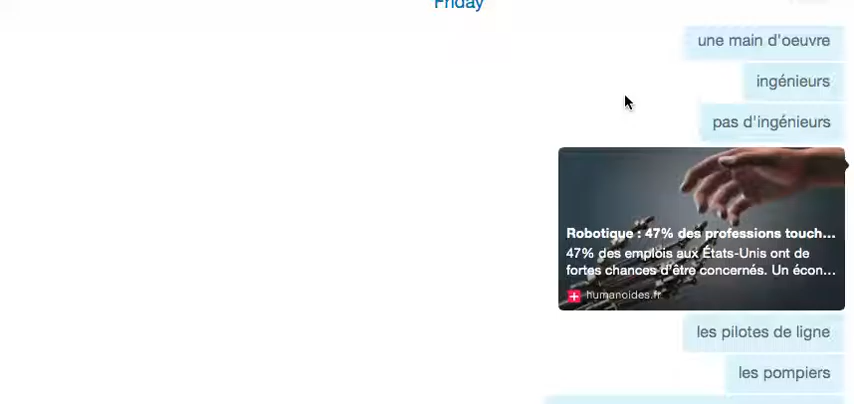 Friday
une main d'oeuvre
ingénieurs
pas d'ingénieurs
Robotique : 47% des professions touch...
47% des emplois aux États-Unis ont de
fortes chances d'être concernés. Un écon...
humanoides.fr
les pilotes de ligne
les pompiers